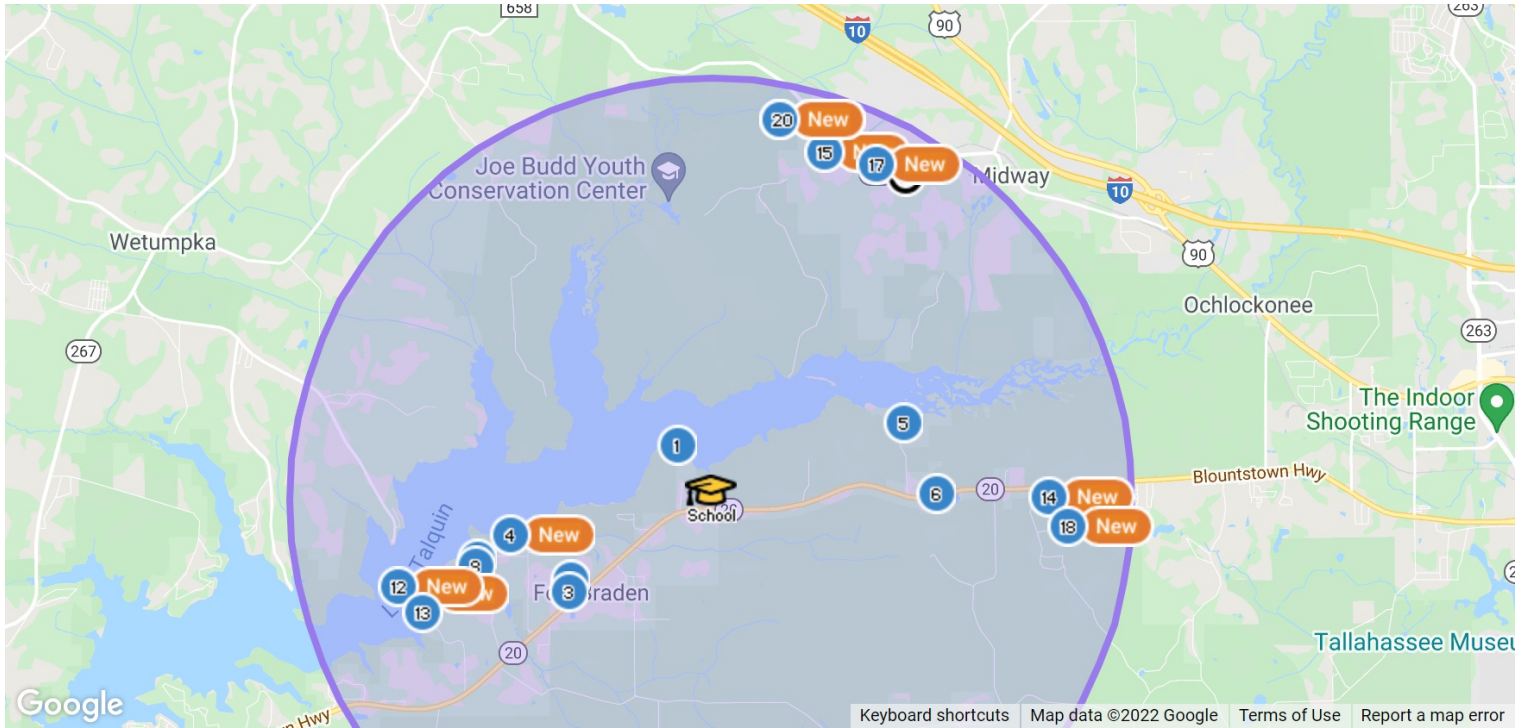 658
263
10
90
20 New
15
17 New
Joe Budd Youth
Conservation Center
Midway
10
Wetumpka
90
Ochlockonee
263
267
The Indoor
Shooting Range
5
1
Blountstown Hwy
6
20
14 New
School
18 New
4 New
Talquin
8
12 New
3
Braden
13
20
Tallahassee
Google
Hwy
Keyboard shortcuts
Map data ©2022 Google
Terms of Use
Report a map error